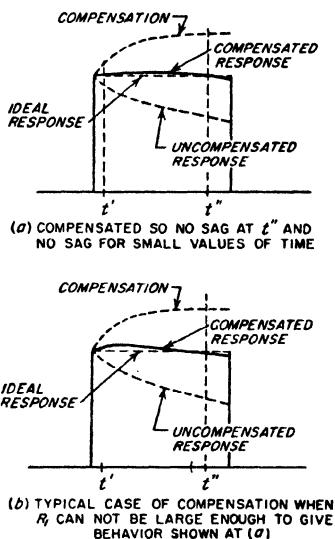 COMPENSATION
COMPENSATED
RESPONSE
IDEAL
RESPONSE
UNCOMPENSATED
RESPONSE
t' t"
(a) COMPENSATED SO NO SAG AT t" AND
NO SAG FOR SMALL VALUES OF TIME
COMPENSATION
COMPENSATED
RESPONSE
IDEAL
RESPONSE
UNCOMPENSATED
RESPONSE
t' "
(b) TYPICAL CASE OF COMPENSATION WHEN
R₁ CAN NOT BE LARGE ENOUGH TO GIVE
BEHAVIOR SHOWN AT (a)